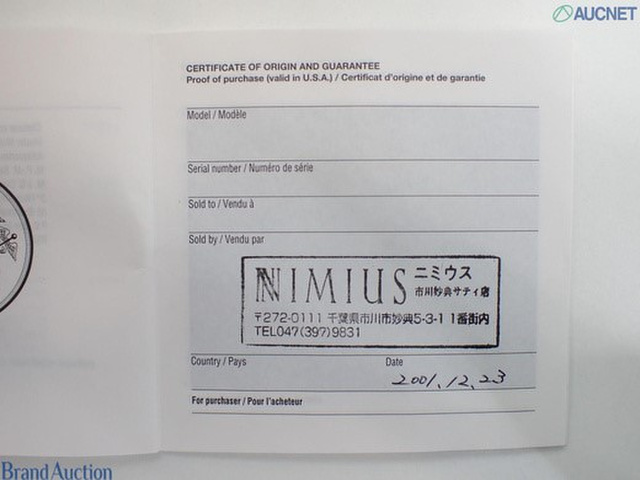 AUCNET
CERTIFICATE OF ORIGIN AND GUARANTEE
Proof of purchase (valid in U.S.A.) / Certificat d'origine et de garantie
Model / Modèle
Serial number / Numéro de série
Sold to / Vendu à
Sold by / Vendu par
NIMIUS ニミウス
市川妙典サティ店
〒272-0111 千葉県市川市妙典5-3-1 1番街内
TEL047(397)9831
Country / Pays Date
2001.12.23
For purchaser / Pour l'acheteur
Brand Auction